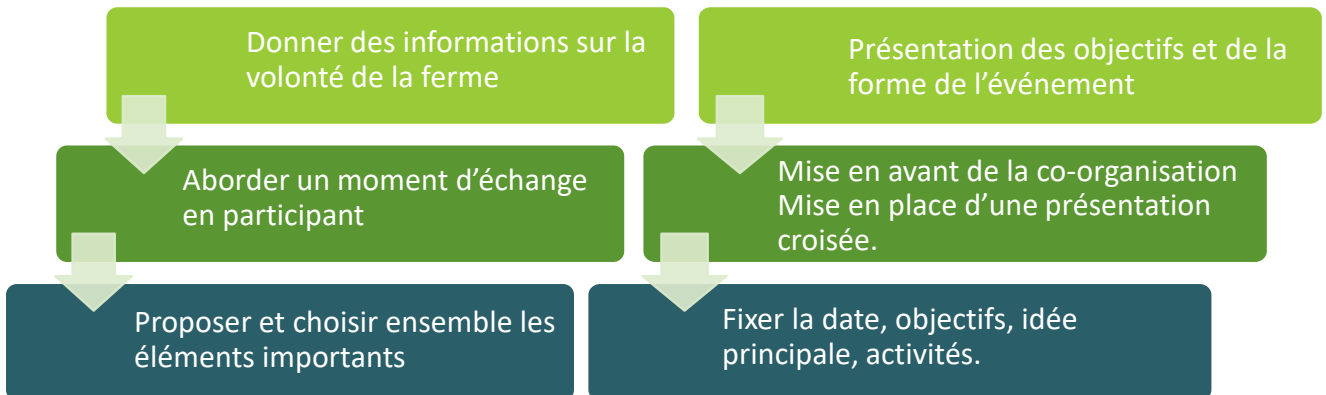 Donner des informations sur la
volonté de la ferme
Aborder un moment d’échange
en participant
Proposer et choisir ensemble les
éléments importants
Présentation des objectifs et de la
forme de l’événement
Mise en avant de la co-organisation
Mise en place d’une présentation
croisée.
Fixer la date, objectifs, idée
principale, activités.